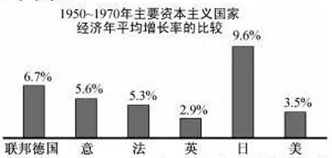 1950~1970年主要资本主义国家
经济年平均增长率的比较
9.6%
6.7%
5.6%
5.3%
2.9%
3.5%
联邦德国 意 法 英 日 美